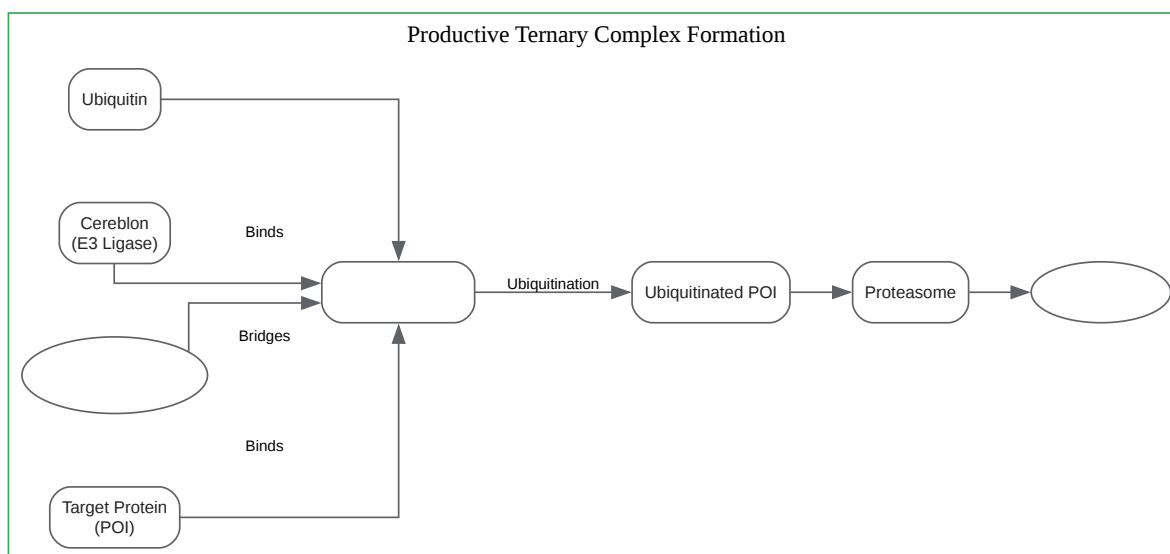 Productive Ternary Complex Formation
Ubiquitin
Cereblon
(E3 Ligase)
Binds
Ubiquitination
Ubiquitinated POI
Proteasome
Bridges
Binds
Target Protein
(POI)